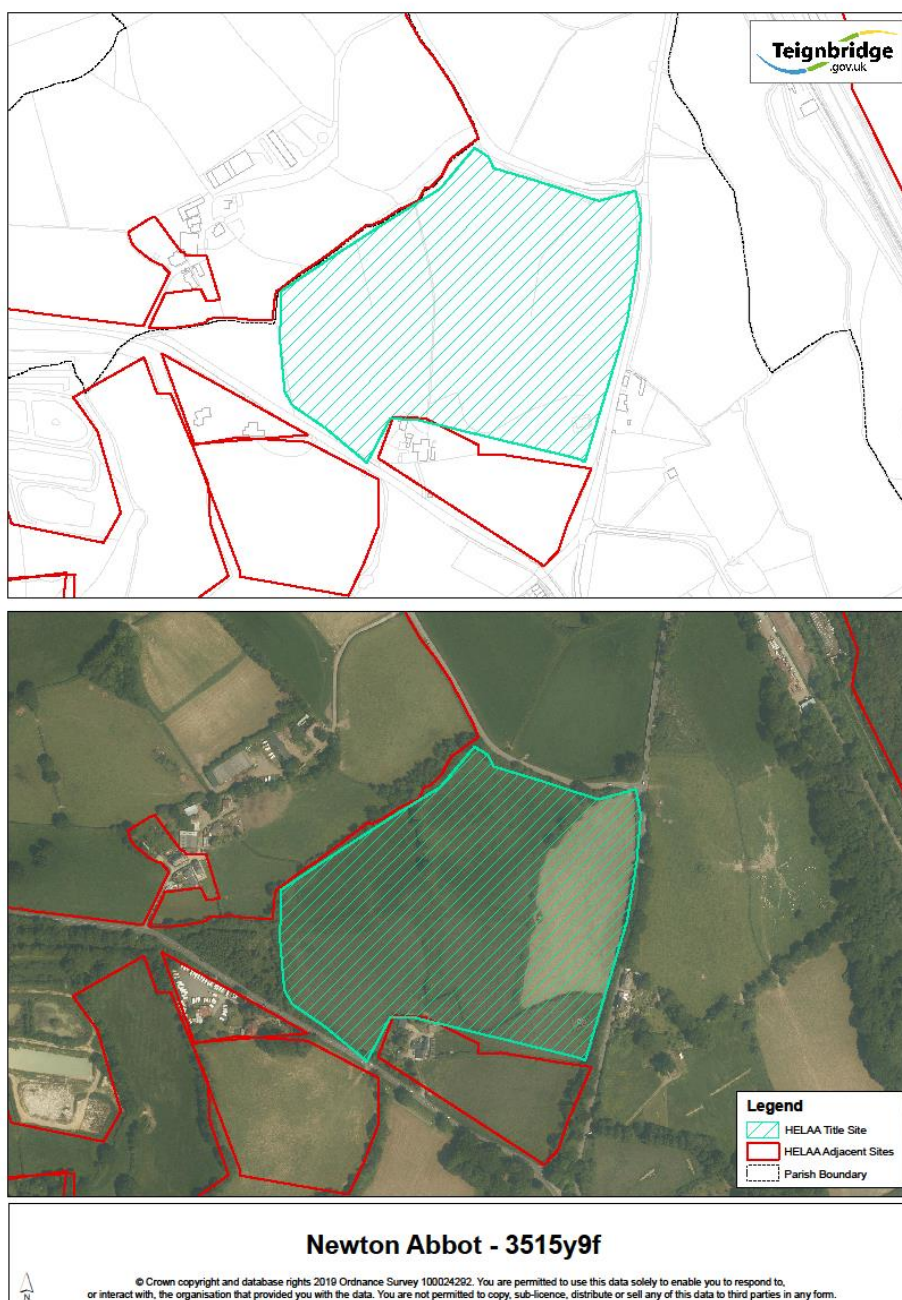 Teignbridge
.gov.uk
Legend
HELAA Title Site
HELAA Adjacent Sites
Parish Boundary
Newton Abbot - 3515y9f
© Crown copyright and database rights 2019 Ordnance Survey 100024292. You are permitted to use this data solely to enable you to respond to,
or interact with, the organisation that provided you with the data. You are not permitted to copy, sub-licence, distribute or sell any of this data to third parties in any form.
N